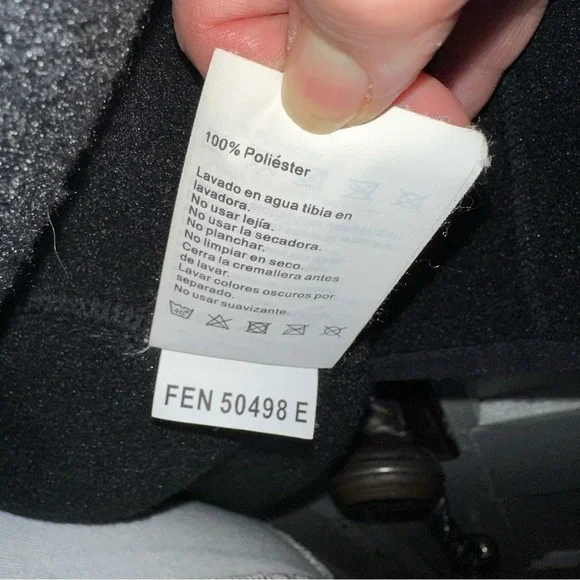 100% Poliéster
Lavado en agua tibia en
lavadora.
No usar lejía.
No usar la secadora.
No planchar.
No limpiar en seco.
Cerra la cremallera antes
de lavar.
Lavar colores oscuros por
separado.
No usar suavizante.
40°
FEN 50498 E